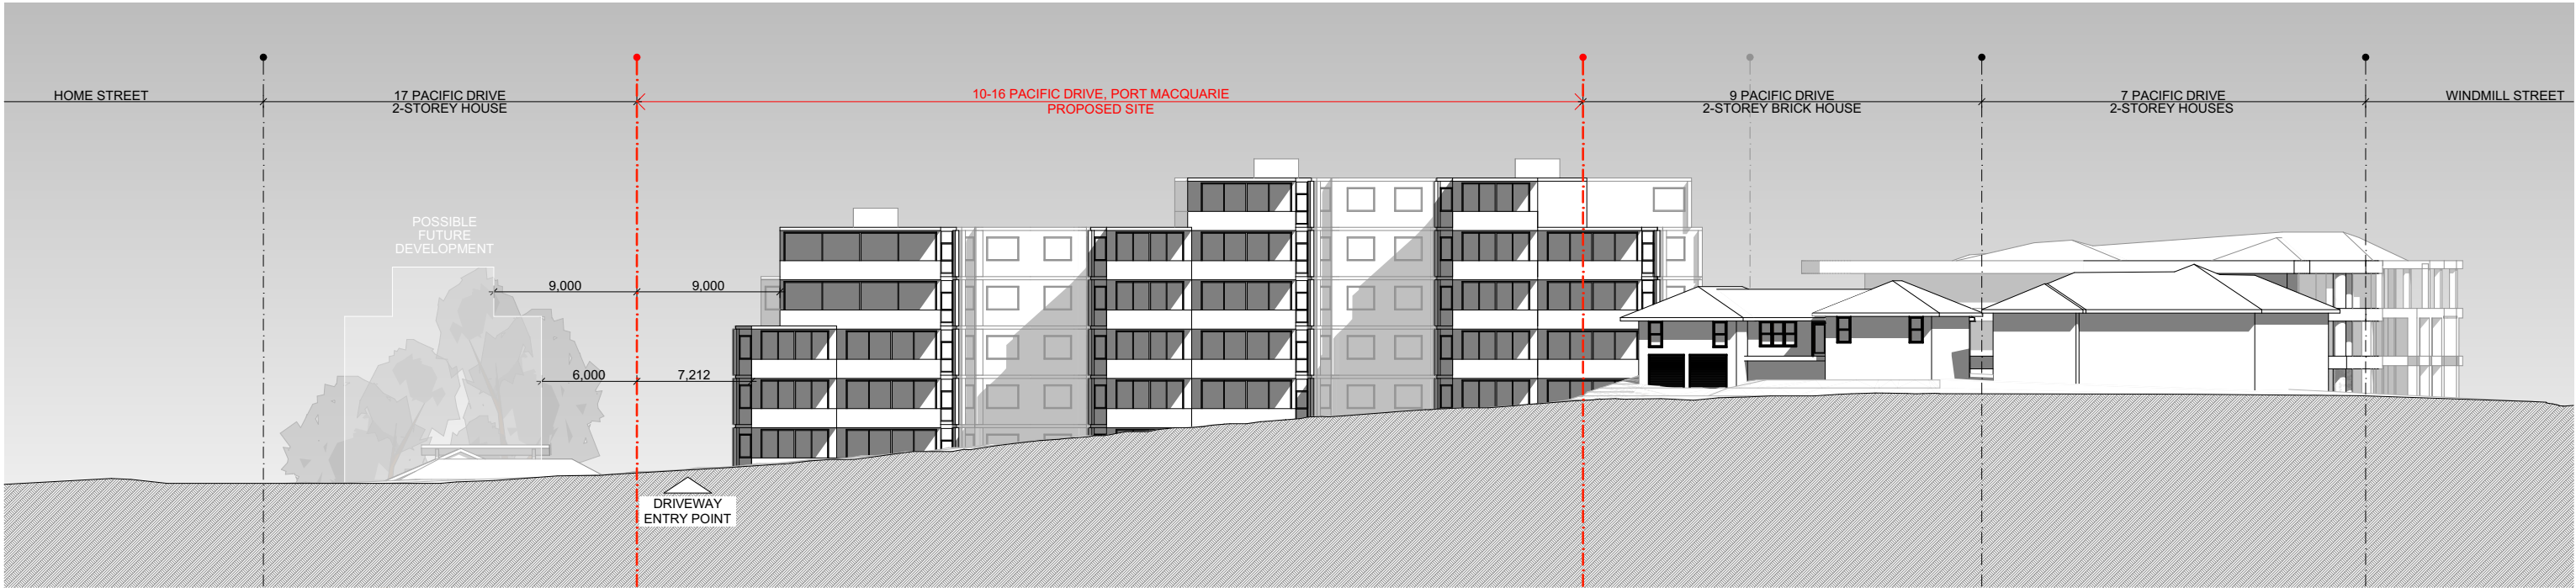 HOME STREET
17 PACIFIC DRIVE
2-STOREY HOUSE
10-16 PACIFIC DRIVE, PORT MACQUARIE
PROPOSED SITE
9 PACIFIC DRIVE
2-STOREY BRICK HOUSE
7 PACIFIC DRIVE
2-STOREY HOUSES
WINDMILL STREET
POSSIBLE
FUTURE
DEVELOPMENT
9,000
9,000
6,000
7,212
DRIVEWAY
ENTRY POINT